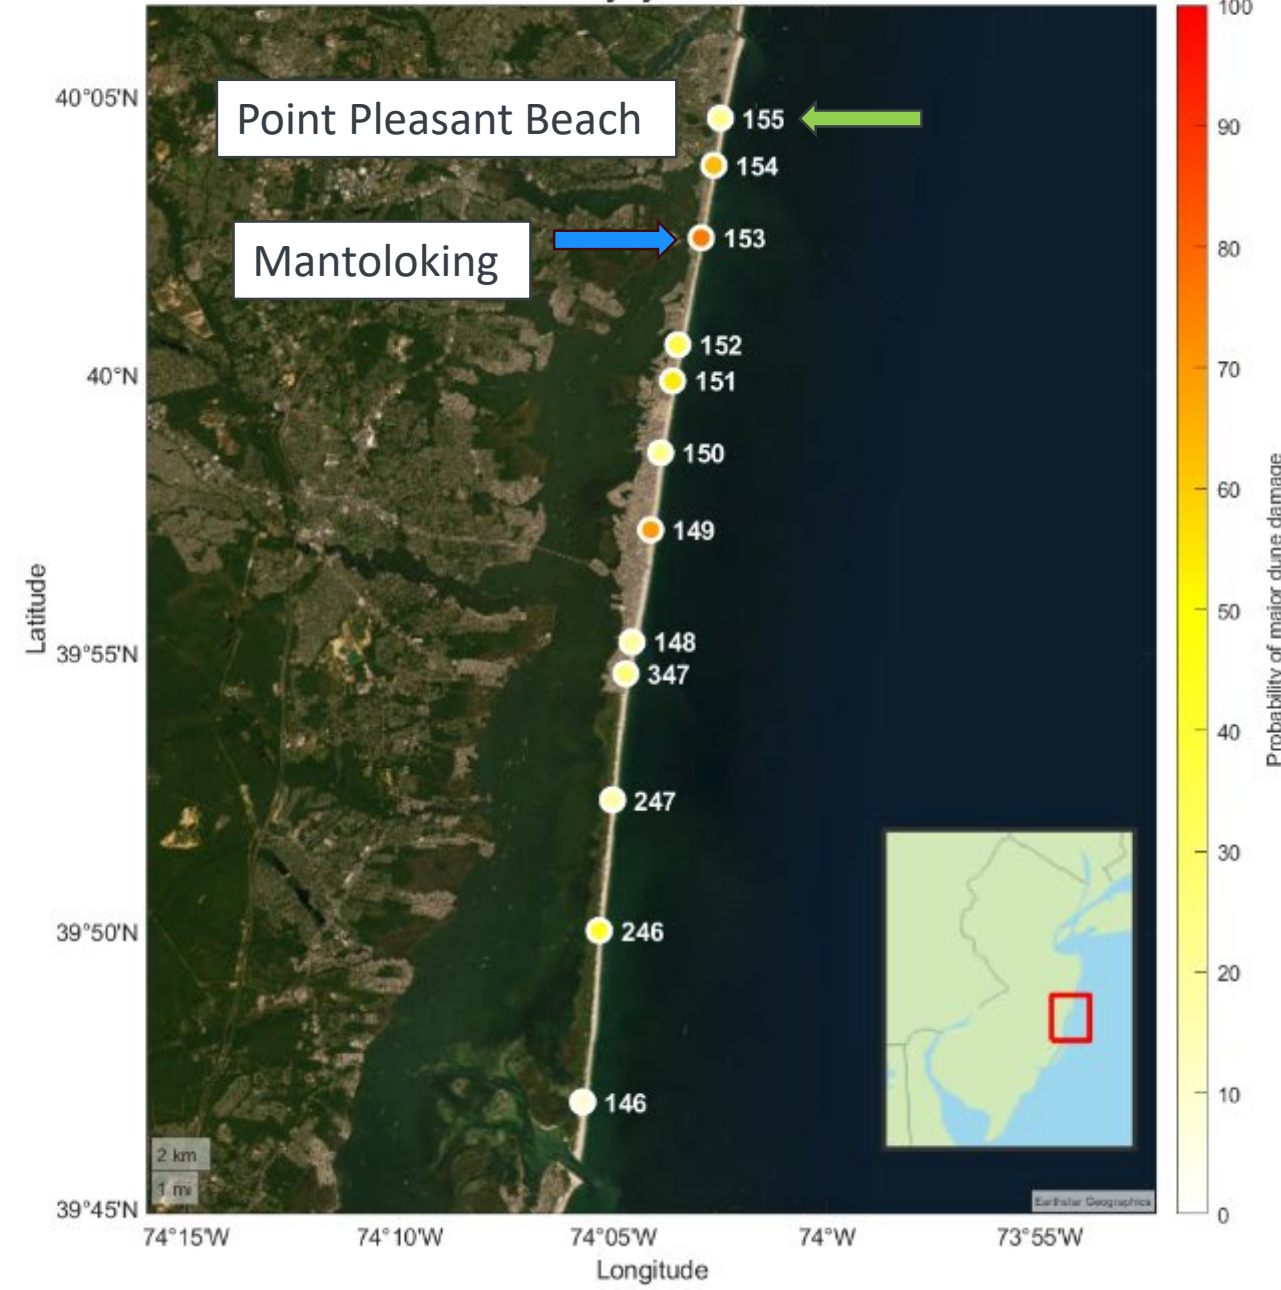 100
40°05'N
Point Pleasant Beach
155
90
154
Mantoloking
153
80
152
40°N
151
70
150
60
149
50
148
39°55'N
347
40
247
30
246
39°50'N
20
146
10
2 km
1 mi
Earthstar Geographics
39°45'N
0
74°15'W
74°10'W
74°05'W
74°W
73°55'W
Longitude
Latitude
Probability of major dune damage